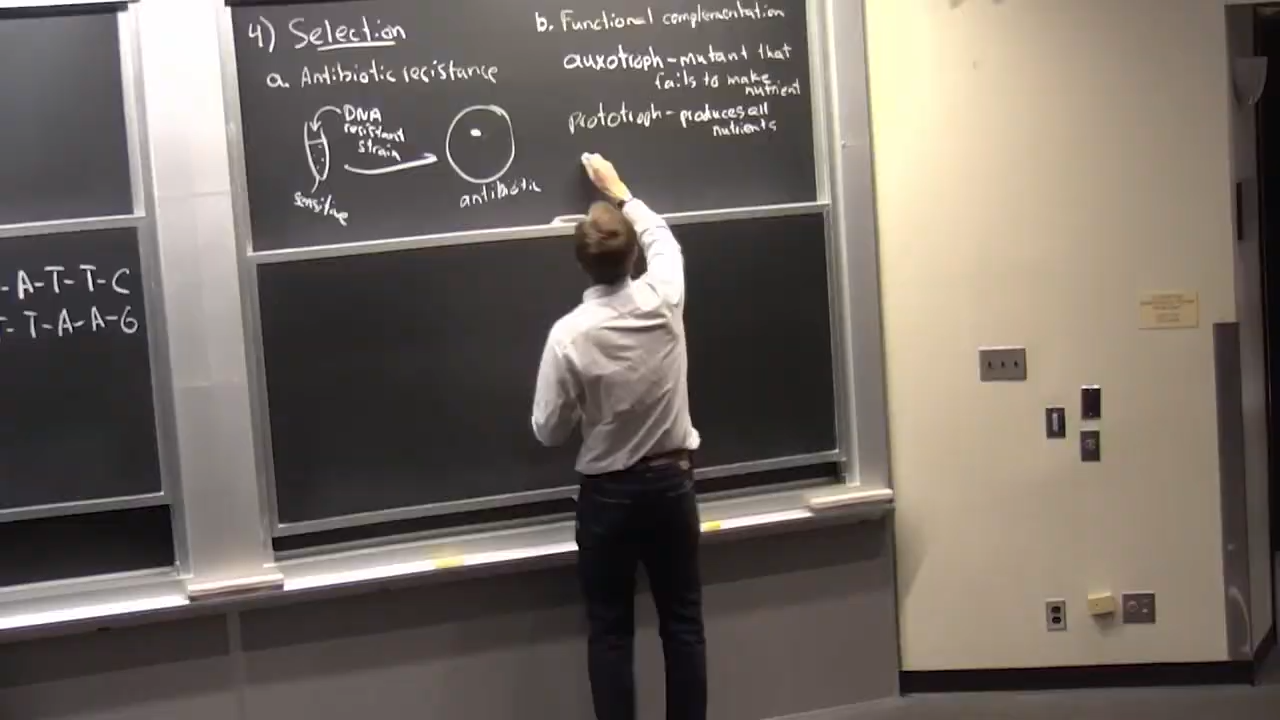 -A-T-T-C
- T-A-A-G
4) Selection
a. Antibiotic resistance
DNA
resistant
strain
sensitive
antibiotic
b. Functional complementation
auxotroph - mutant that
fails to make
nutrient
prototroph - produces all
nutrients